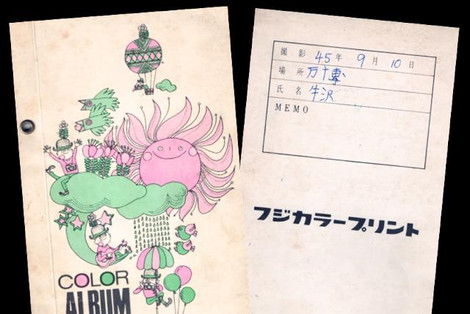 COLOR
ALBUM
撮影 45年 9月 10日
場所 万博
氏名 牛沢
MEMO
フジカラープリント